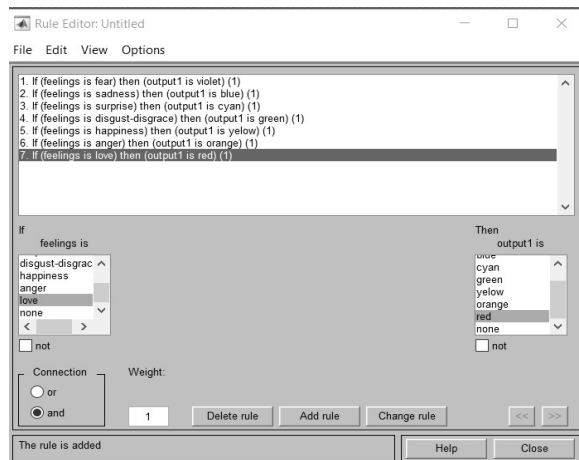 Rule Editor: Untitled
File Edit View Options
1. If (feelings is fear) then (output1 is violet) (1)
2. If (feelings is sadness) then (output1 is blue) (1)
3. If (feelings is surprise) then (output1 is cyan) (1)
4. If (feelings is disgust-disgrace) then (output1 is green) (1)
5. If (feelings is happiness) then (output1 is yelow) (1)
6. If (feelings is anger) then (output1 is orange) (1)
7. If (feelings is love) then (output1 is red) (1)
If
feelings is
disgust-disgrac
happiness
anger
love
none
not
Then
output1 is
blue
cyan
green
yelow
orange
red
none
not
Connection
or
and
Weight:
1
Delete rule
Add rule
Change rule
<<
>>
The rule is added
Help
Close